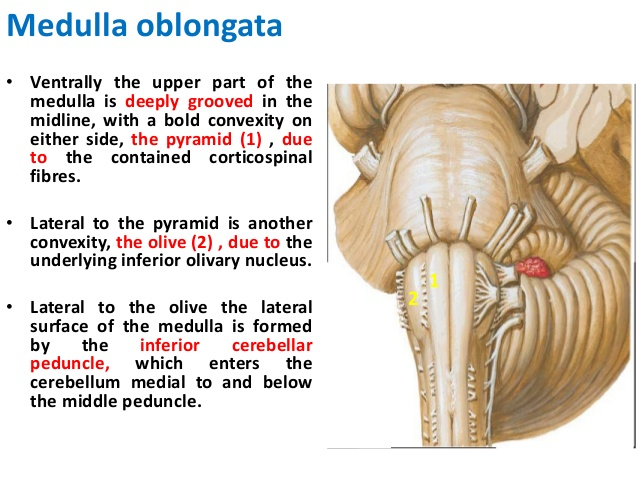 Medulla oblongata
• Ventrally the upper part of the
medulla is deeply grooved in the
midline, with a bold convexity on
either side, the pyramid (1) , due
to the contained corticospinal
fibres.
• Lateral to the pyramid is another
convexity, the olive (2) , due to the
underlying inferior olivary nucleus.
• Lateral to the olive the lateral
surface of the medulla is formed
by the inferior cerebellar
peduncle, which enters the
cerebellum medial to and below
the middle peduncle.
1
2